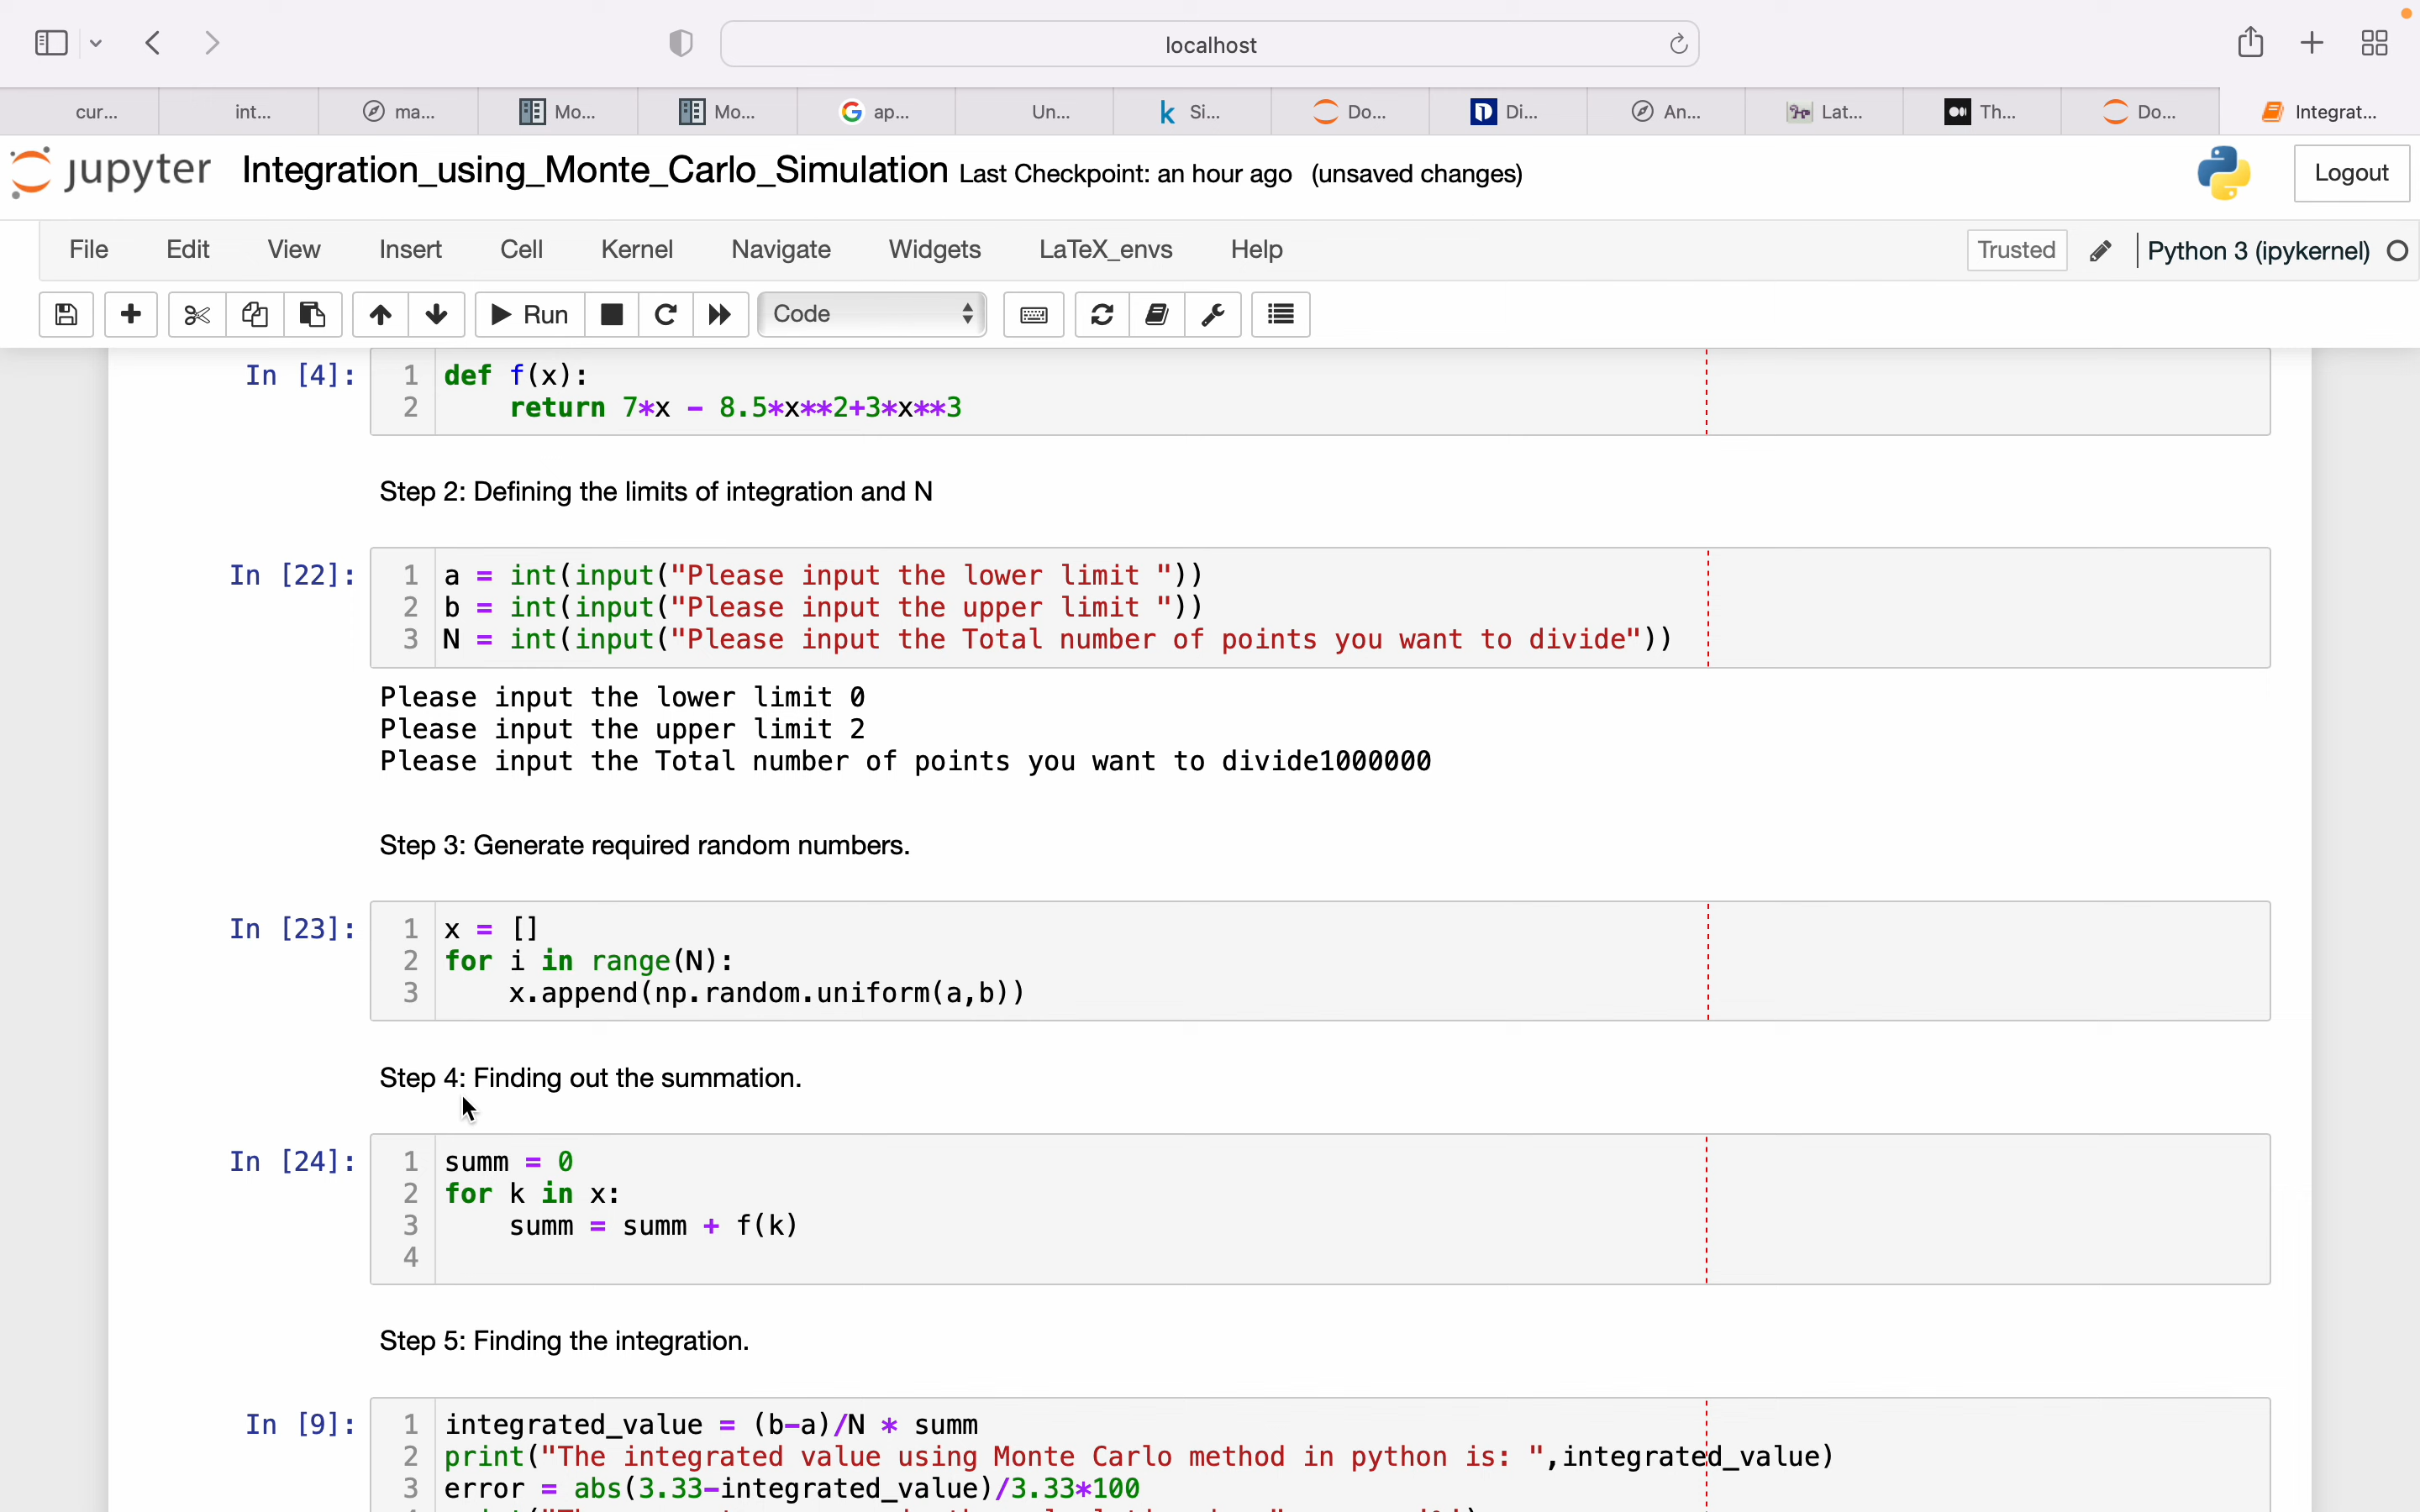 localhost
cur...
int...
ma...
Mo...
Mo...
ap...
Un...
Si...
Do...
Di...
An...
Lat...
Th...
Do...
Integrat...
jupyter Integration_using_Monte_Carlo_Simulation Last Checkpoint: an hour ago (unsaved changes)
Logout
File Edit View Insert Cell Kernel Navigate Widgets LaTeX_envs Help
Trusted
Python 3 (ipykernel)
Run
Code
In [4]:
1 def f(x):
2     return 7*x - 8.5*x**2+3*x**3
Step 2: Defining the limits of integration and N
In [22]:
1 a = int(input("Please input the lower limit "))
2 b = int(input("Please input the upper limit "))
3 N = int(input("Please input the Total number of points you want to divide"))
Please input the lower limit 0
Please input the upper limit 2
Please input the Total number of points you want to divide1000000
Step 3: Generate required random numbers.
In [23]:
1 x = []
2 for i in range(N):
3     x.append(np.random.uniform(a,b))
Step 4: Finding out the summation.
In [24]:
1 summ = 0
2 for k in x:
3     summ = summ + f(k)
4
Step 5: Finding the integration.
In [9]:
1 integrated_value = (b-a)/N * summ
2 print("The integrated value using Monte Carlo method in python is: ",integrated_value)
3 error = abs(3.33-integrated_value)/3.33*100